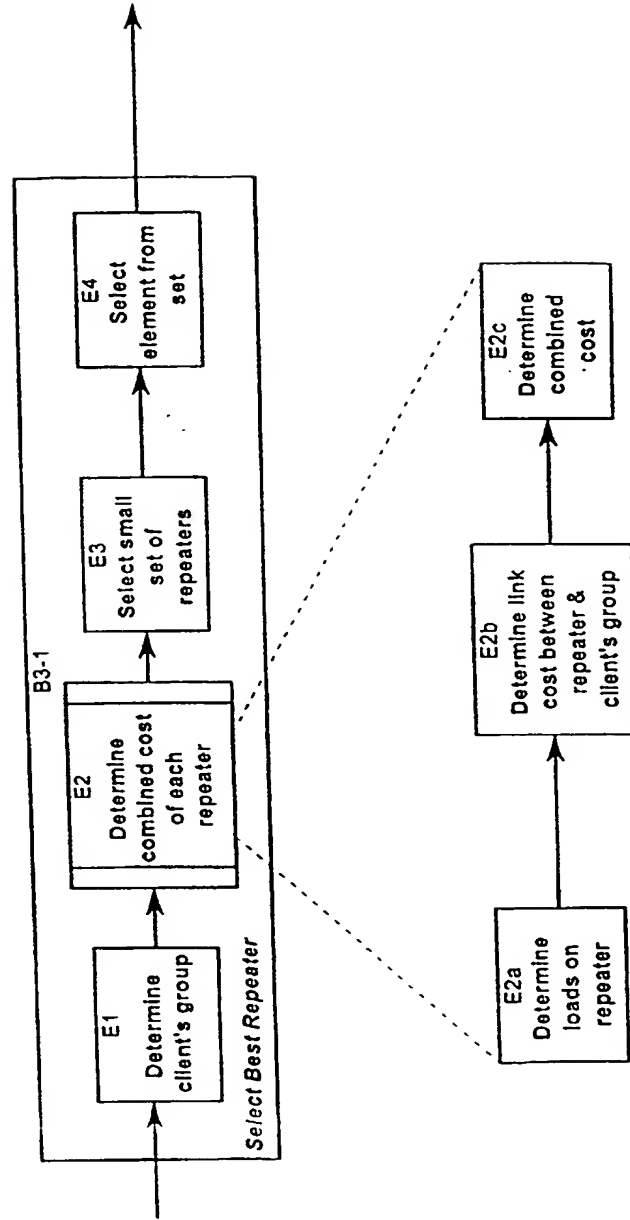 B3-1
E1
Determine
client's group
E2
Determine
combined cost
of each
repeater
E3
Select small
set of
repeaters
E4
Select
element from
set
Select Best Repeater
E2a
Determine
loads on
repeater
E2b
Determine link
cost between
repeater &
client's group
E2c
Determine
combined
cost